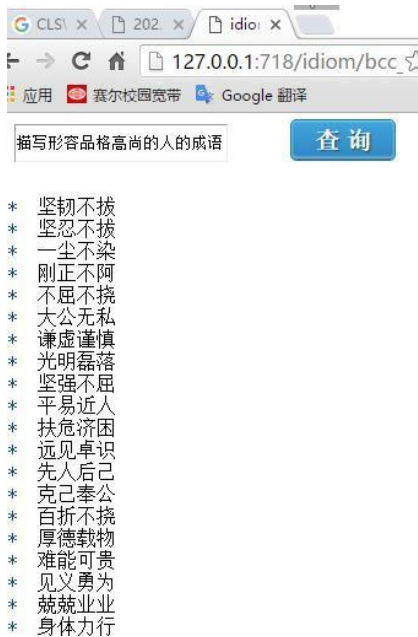 CLS
202.
idio
127.0.0.1:718/idiom/bcc_
应用 赛尔校园宽带 Google 翻译
描写形容品格高尚的人的成语 查询
* 坚韧不拔
* 坚忍不拔
* 一尘不染
* 刚正不阿
* 不屈不挠
* 大公无私
* 谦虚谨慎
* 光明磊落
* 坚强不屈
* 平易近人
* 扶危济困
* 远见卓识
* 先人后己
* 克己奉公
* 百折不挠
* 厚德载物
* 难能可贵
* 见义勇为
* 兢兢业业
* 身体力行